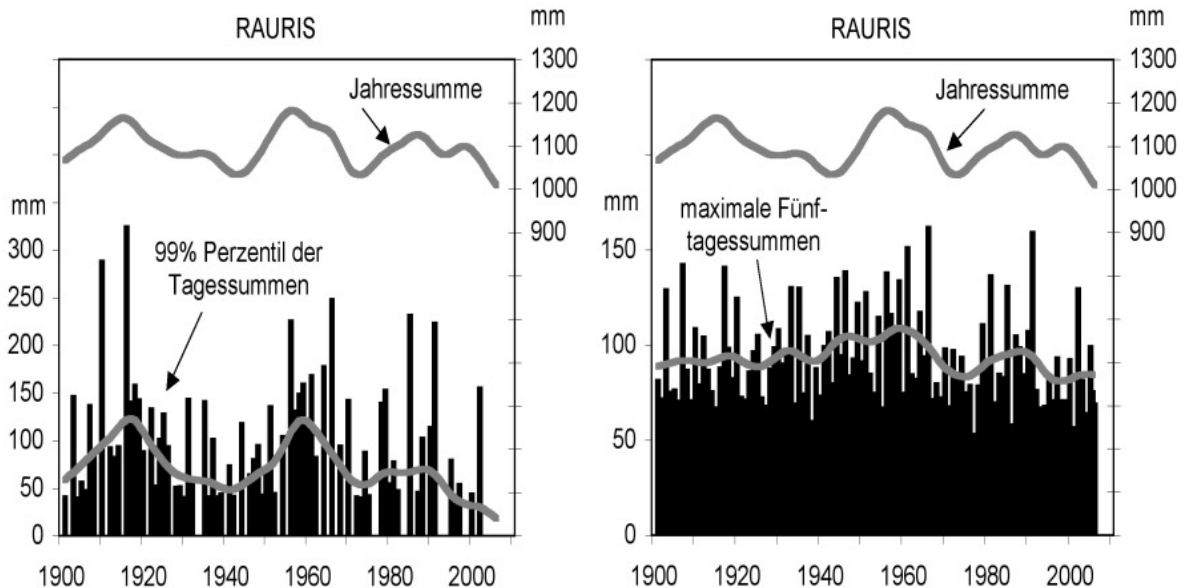 RAURIS
mm
1300
1200
1100
1000
900
Jahressumme
mm
300
250
200
150
100
50
0
99% Perzentil der
Tagessummen
1900 1920 1940 1960 1980 2000
RAURIS
mm
1300
1200
1100
1000
900
Jahressumme
mm
150
100
50
0
maximale Fünf-
tagessummen
1900 1920 1940 1960 1980 2000